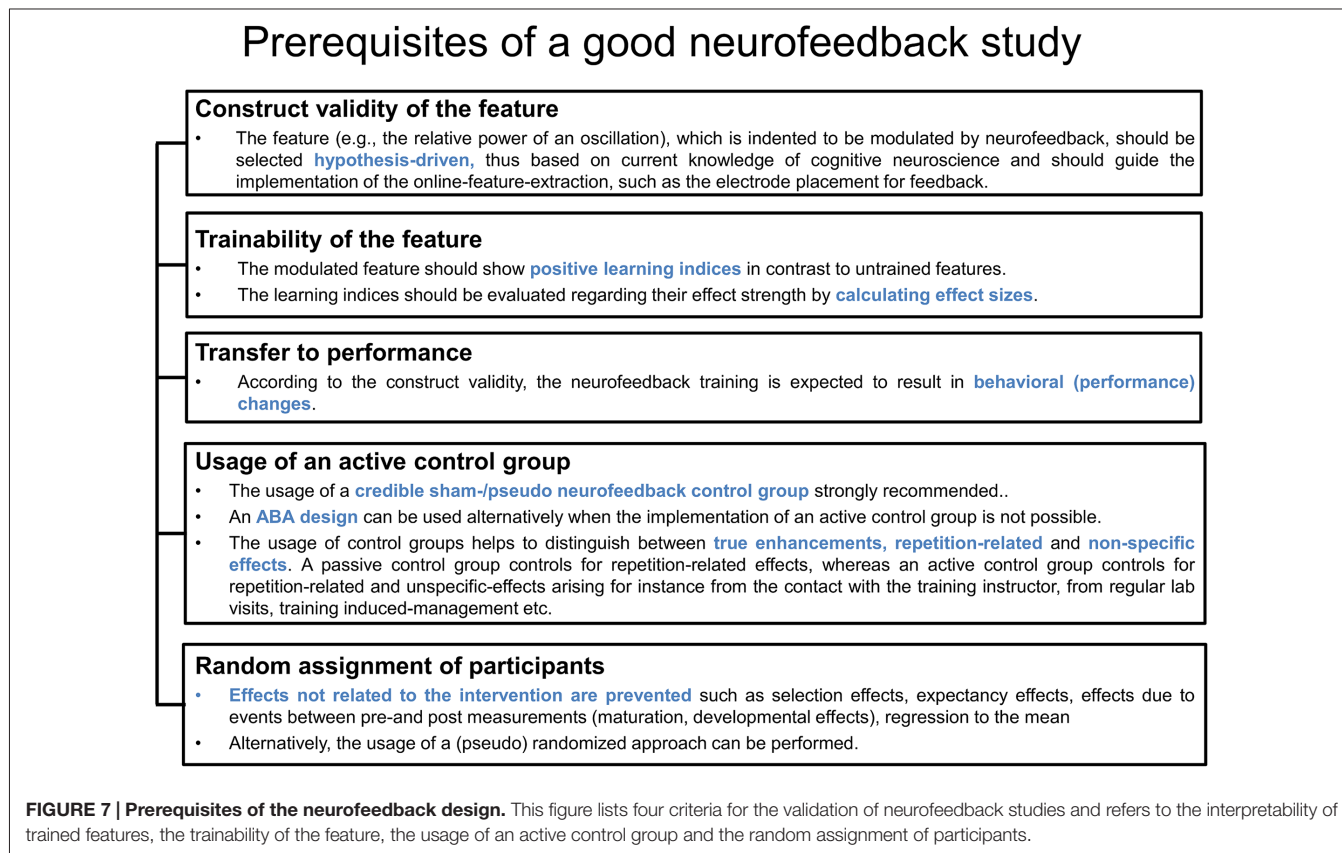 Prerequisites of a good neurofeedback study
Construct validity of the feature
• The feature (e.g., the relative power of an oscillation), which is indented to be modulated by neurofeedback, should be
selected hypothesis-driven, thus based on current knowledge of cognitive neuroscience and should guide the
implementation of the online-feature-extraction, such as the electrode placement for feedback.
Trainability of the feature
• The modulated feature should show positive learning indices in contrast to untrained features.
• The learning indices should be evaluated regarding their effect strength by calculating effect sizes.
Transfer to performance
• According to the construct validity, the neurofeedback training is expected to result in behavioral (performance)
changes.
Usage of an active control group
• The usage of a credible sham-/pseudo neurofeedback control group strongly recommended..
• An ABA design can be used alternatively when the implementation of an active control group is not possible.
• The usage of control groups helps to distinguish between true enhancements, repetition-related and non-specific
effects. A passive control group controls for repetition-related effects, whereas an active control group controls for
repetition-related and unspecific-effects arising for instance from the contact with the training instructor, from regular lab
visits, training induced-management etc.
Random assignment of participants
• Effects not related to the intervention are prevented such as selection effects, expectancy effects, effects due to
events between pre-and post measurements (maturation, developmental effects), regression to the mean
• Alternatively, the usage of a (pseudo) randomized approach can be performed.
FIGURE 7 | Prerequisites of the neurofeedback design. This figure lists four criteria for the validation of neurofeedback studies and refers to the interpretability of
trained features, the trainability of the feature, the usage of an active control group and the random assignment of participants.